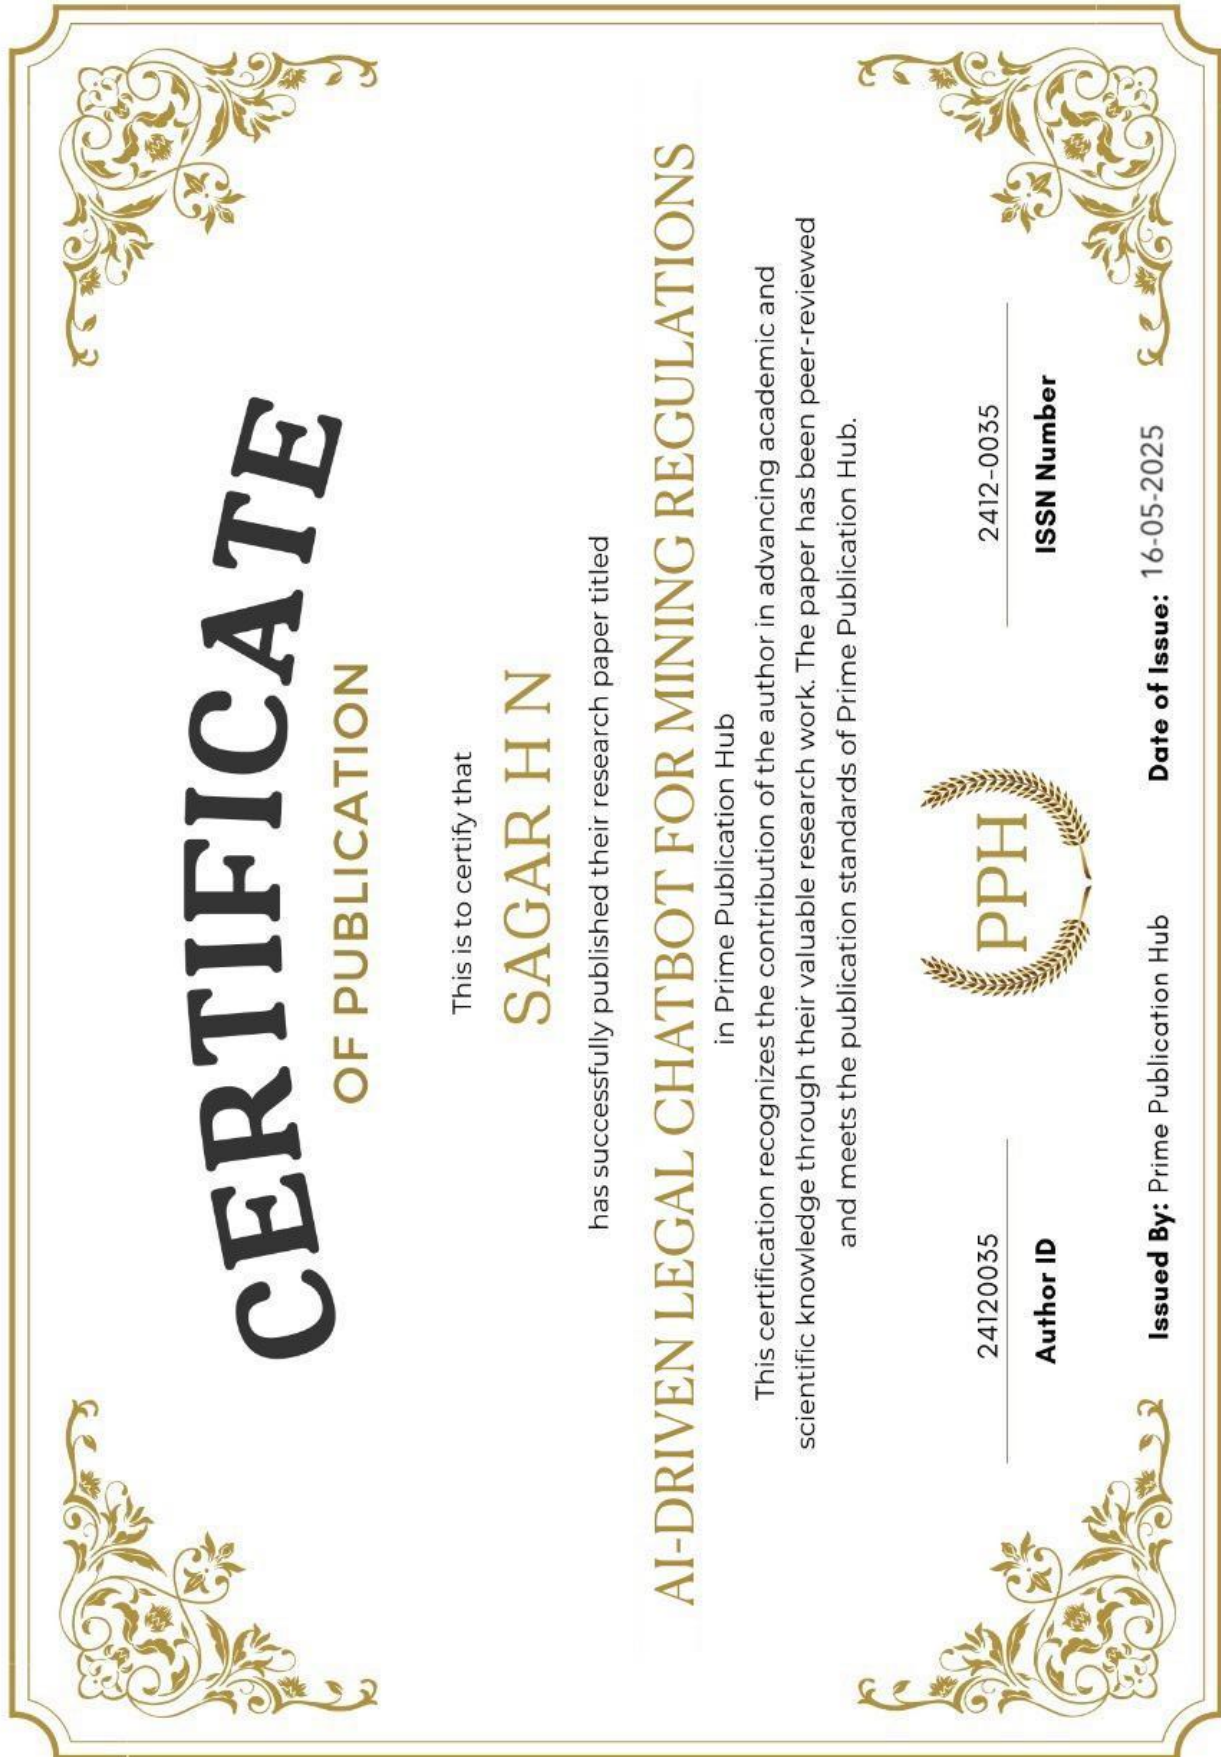 CERTIFICATE
OF PUBLICATION
This is to certify that
SAGAR H N
has successfully published their research paper titled
AI-DRIVEN LEGAL CHATBOT FOR MINING REGULATIONS
in Prime Publication Hub
This certification recognizes the contribution of the author in advancing academic and
scientific knowledge through their valuable research work. The paper has been peer-reviewed
and meets the publication standards of Prime Publication Hub.
24120035
Author ID
PPH
2412-0035
ISSN Number
Issued By: Prime Publication Hub
Date of Issue: 16-05-2025